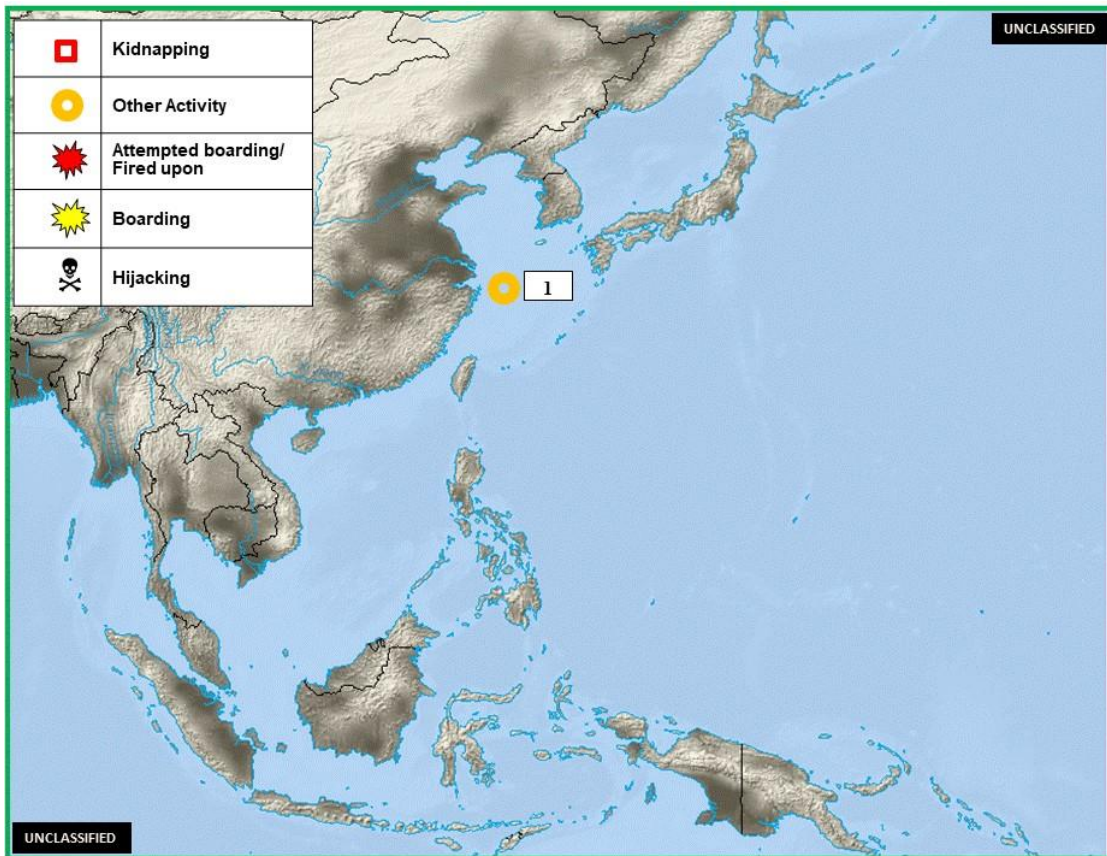 UNCLASSIFIED
Kidnapping
Other Activity
Attempted boarding/
Fired upon
Boarding
Hijacking
1
UNCLASSIFIED